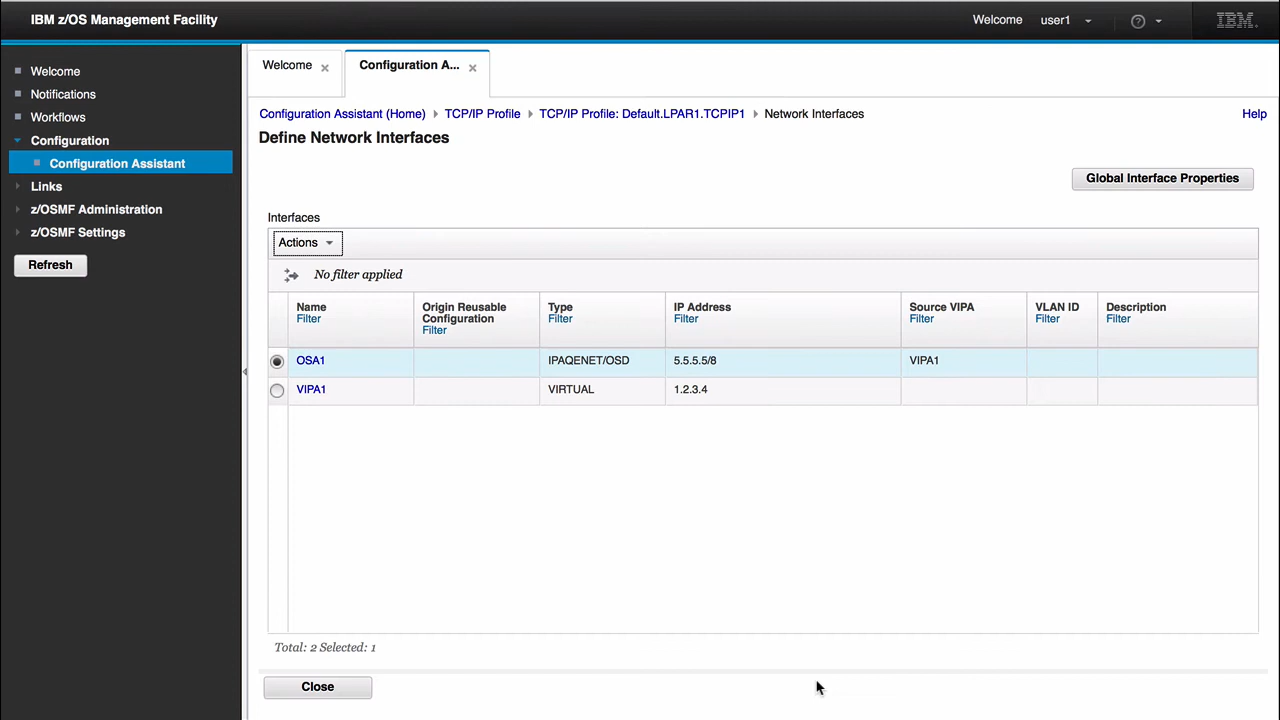 IBM z/OS Management Facility
Welcome user1
IBM.
Welcome
Notifications
Workflows
Configuration
Configuration Assistant
Links
z/OSMF Administration
z/OSMF Settings
Refresh
Welcome
Configuration A...
Configuration Assistant (Home) TCP/IP Profile TCP/IP Profile: Default.LPAR1.TCPIP1 Network Interfaces
Help
Define Network Interfaces
Global Interface Properties
Interfaces
Actions
No filter applied
Name Origin Reusable Configuration Type IP Address Source VIPA VLAN ID Description
Filter Filter Filter Filter Filter Filter Filter
OSA1 IPAQENET/OSD 5.5.5.5/8 VIPA1
VIPA1 VIRTUAL 1.2.3.4
Total: 2 Selected: 1
Close